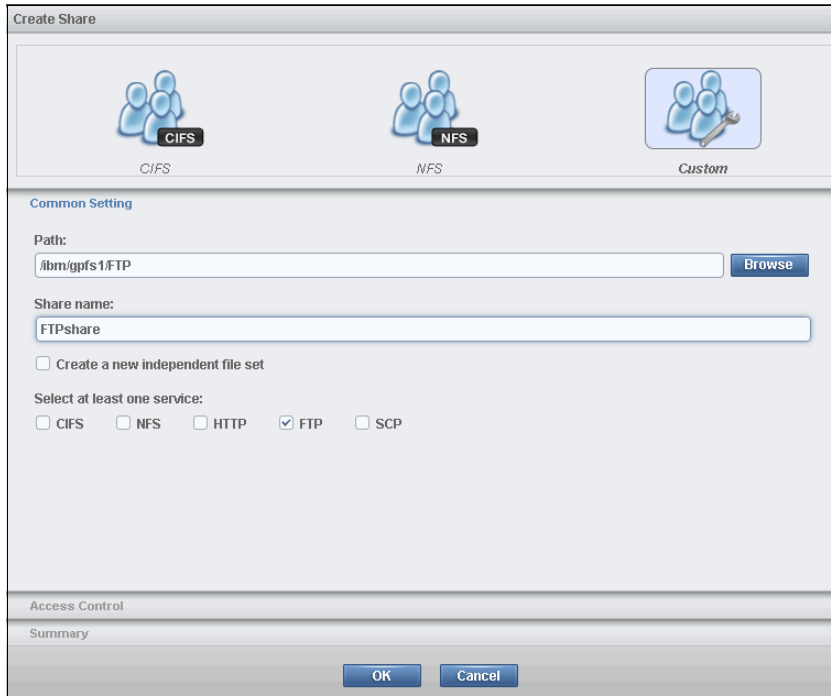 Create Share
CIFS
NFS
CIFS
NFS
Custom
Common Setting
Path:
/ibm/gpfs1/FTP
Browse
Share name:
FTPshare
Create a new independent file set
Select at least one service:
CIFS NFS HTTP FTP SCP
Access Control
Summary
OK Cancel